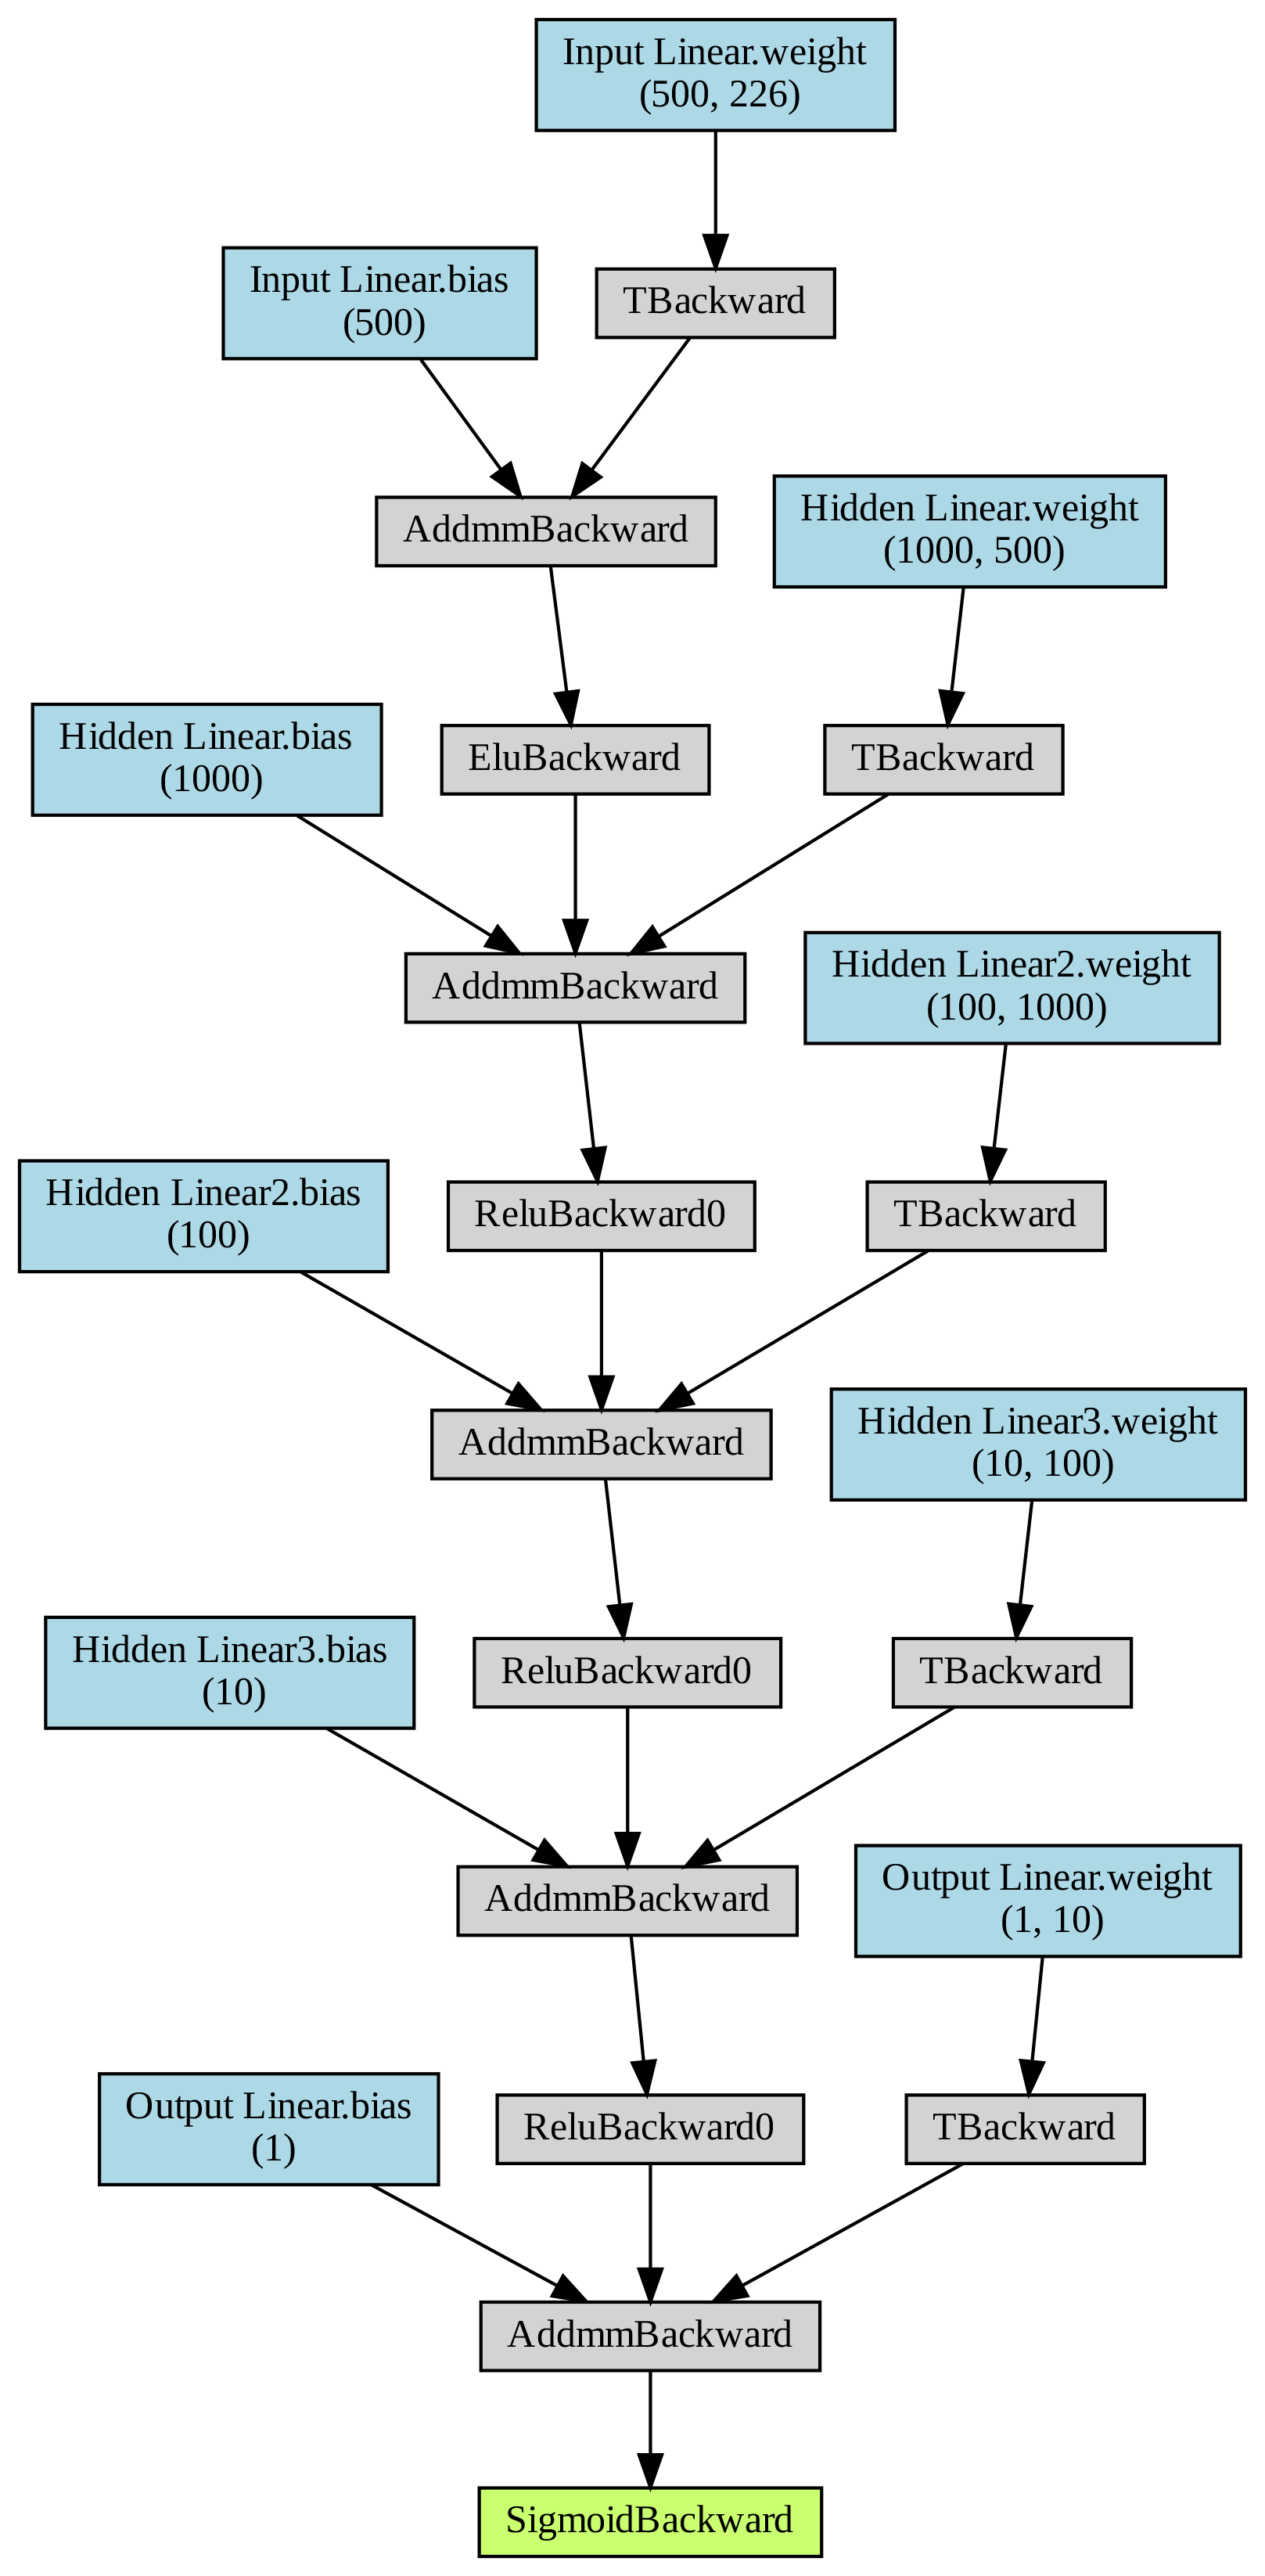 Input Linear.weight
(500, 226)
Input Linear.bias
(500)
TBackward
AddmmBackward
Hidden Linear.weight
(1000, 500)
Hidden Linear.bias
(1000)
EluBackward
TBackward
AddmmBackward
Hidden Linear2.weight
(100, 1000)
Hidden Linear2.bias
(100)
ReluBackward0
TBackward
AddmmBackward
Hidden Linear3.weight
(10, 100)
Hidden Linear3.bias
(10)
ReluBackward0
TBackward
AddmmBackward
Output Linear.weight
(1, 10)
Output Linear.bias
(1)
ReluBackward0
TBackward
AddmmBackward
SigmoidBackward